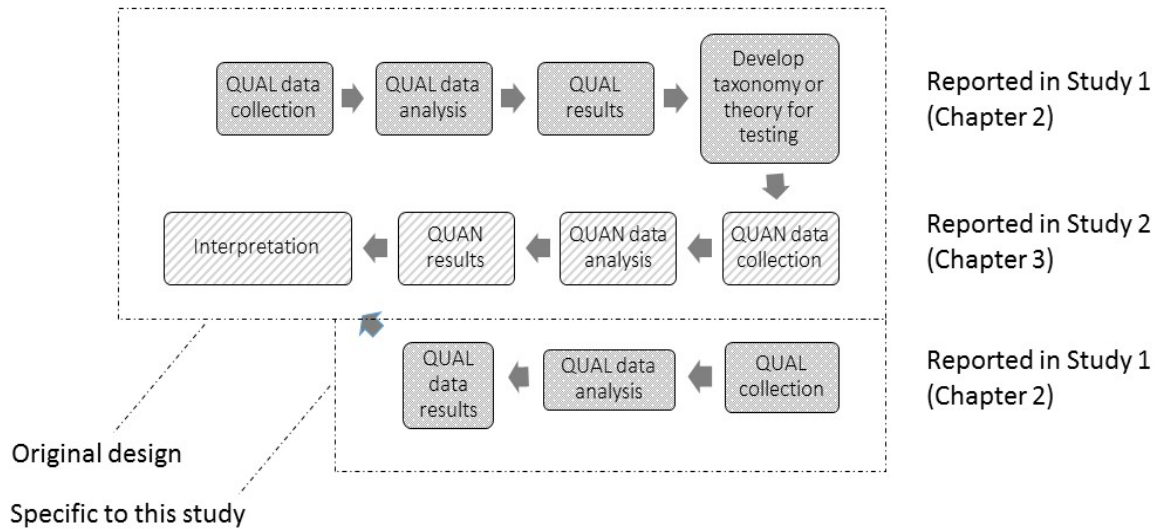 QUAL data
collection
QUAL data
analysis
QUAL
results
Develop
taxonomy or
theory for
testing
Reported in Study 1
(Chapter 2)
Interpretation
QUAN
results
QUAN data
analysis
QUAN data
collection
Reported in Study 2
(Chapter 3)
QUAL
data
results
QUAL data
analysis
QUAL
collection
Reported in Study 1
(Chapter 2)
Original design
Specific to this study